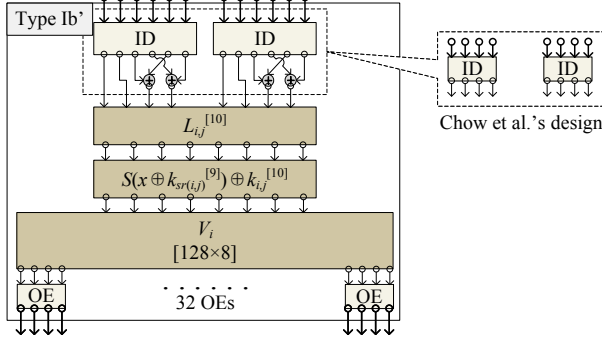 Type Ib’
ID ID
ID ID
Chow et al.’s design
L_{i,j}^{[10]}
S(x ⊕ k_{sr(i,j)}^{[9]}) ⊕ k_{i,j}^{[10]}
V_i
[128×8]
OE ...... OE
32 OEs